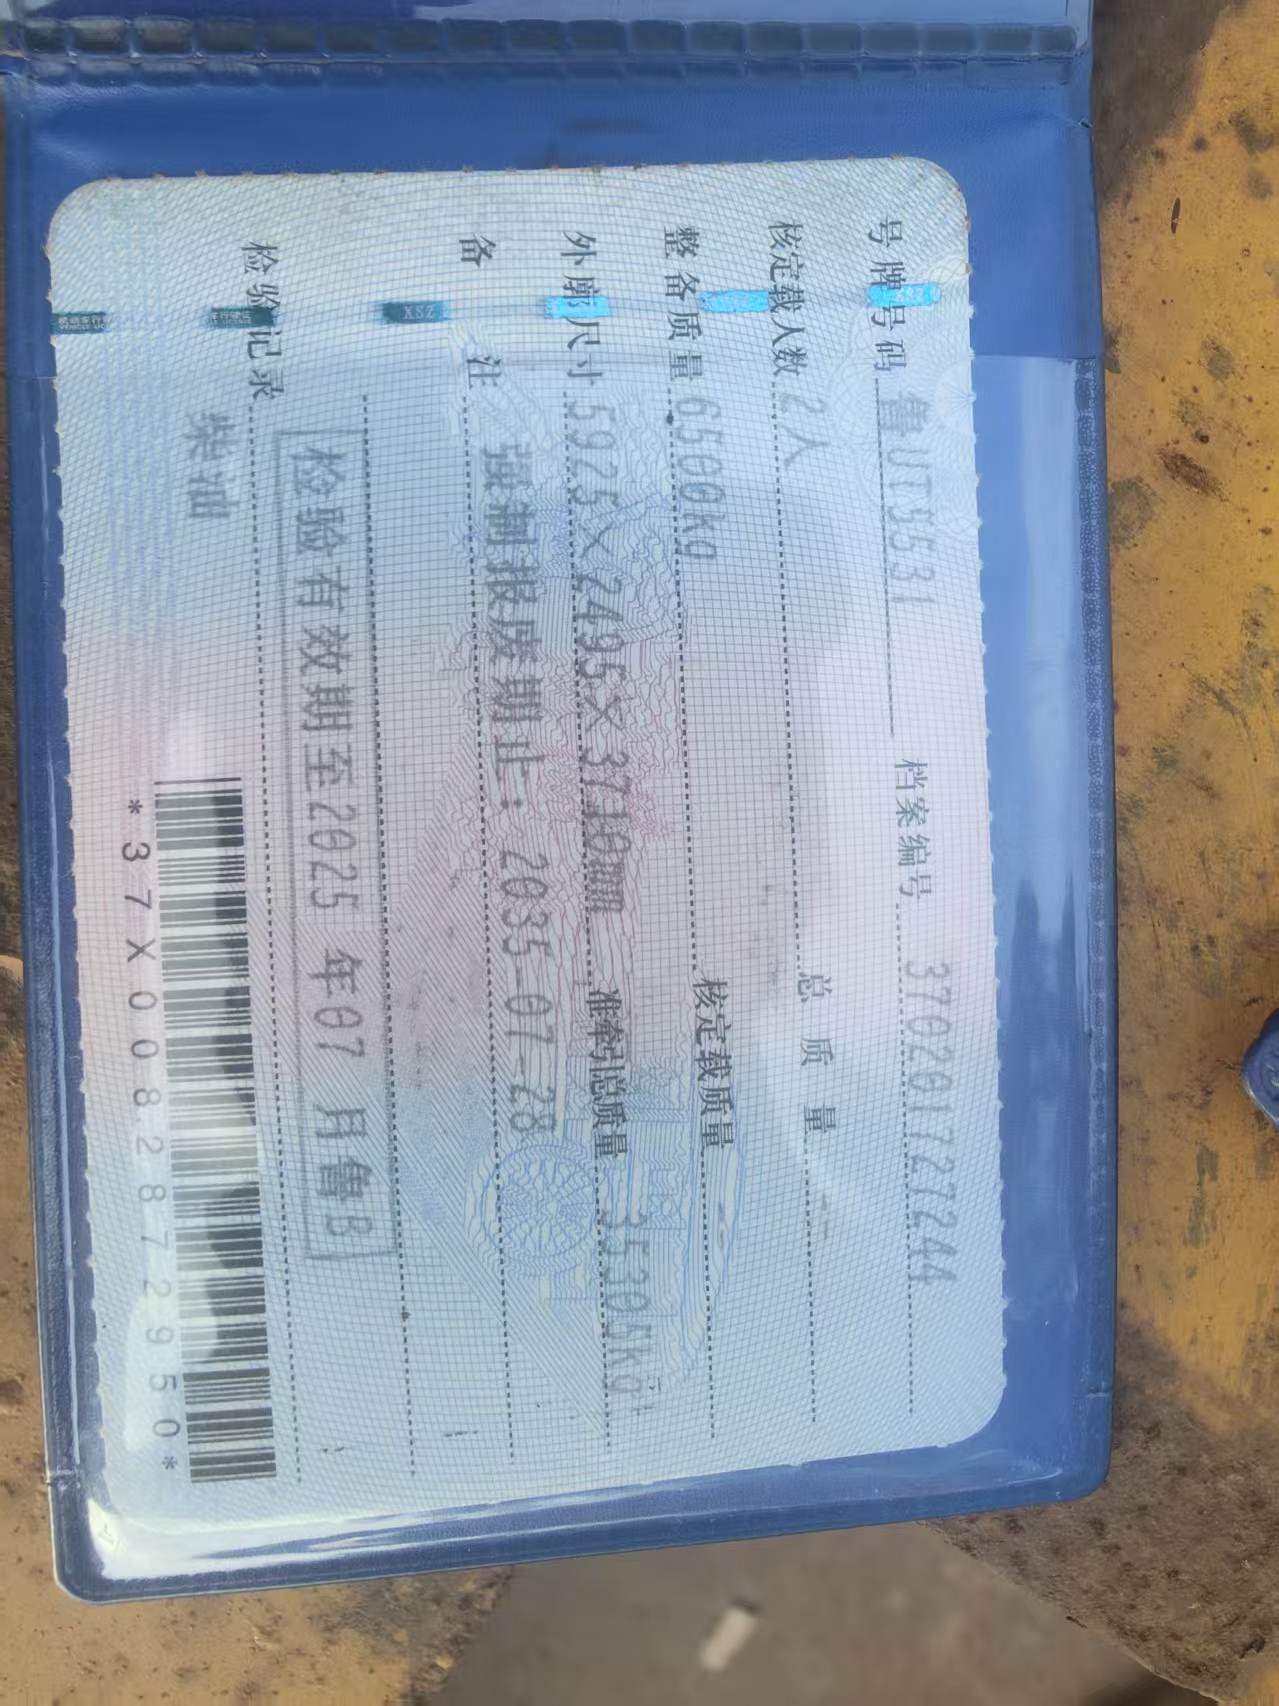 号牌号码 鲁UT5531 档案编号 370201727244
核定载人数 2人 总质量 --
整备质量 6500kg 核定载质量
外廓尺寸 5925×2495×3710mm 准牵引总质量 35305kg
备注 强制报废期止：2035-07-28
检验有效期至2025年07月鲁B
检验记录
柴油
*37X0082872950*